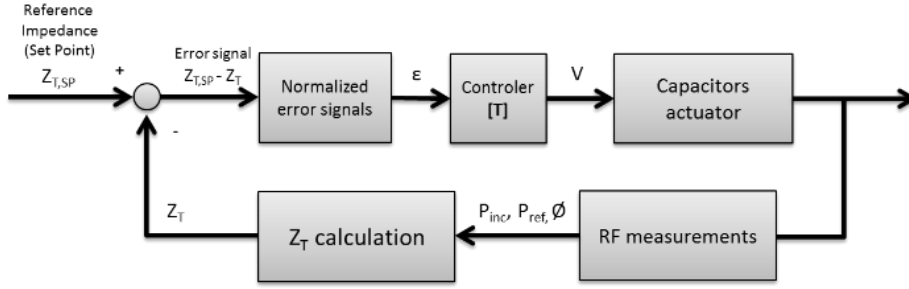 Reference
Impedance
(Set Point)
Z_T,SP
+
-
Error signal
Z_T,SP - Z_T
Normalized
error signals
ε
Controler
[T]
V
Capacitors
actuator
Z_T
Z_T calculation
P_inc, P_ref, Ø
RF measurements